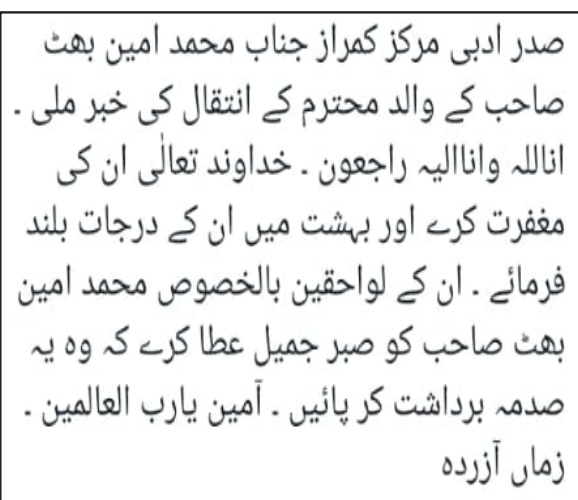 صدر ادبی مرکز کمراز جناب محمد امین بھٹ
صاحب کے والد محترم کے انتقال کی خبر ملی ۔
اناللہ واناالیہ راجعون ۔ خداوند تعالٰی ان کی
مغفرت کرے اور بہشت میں ان کے درجات بلند
فرمائے ۔ ان کے لواحقین بالخصوص محمد امین
بھٹ صاحب کو صبر جمیل عطا کرے کہ وہ یہ
صدمہ برداشت کر پائیں ۔ آمین یارب العالمین ۔
زماں آزردہ